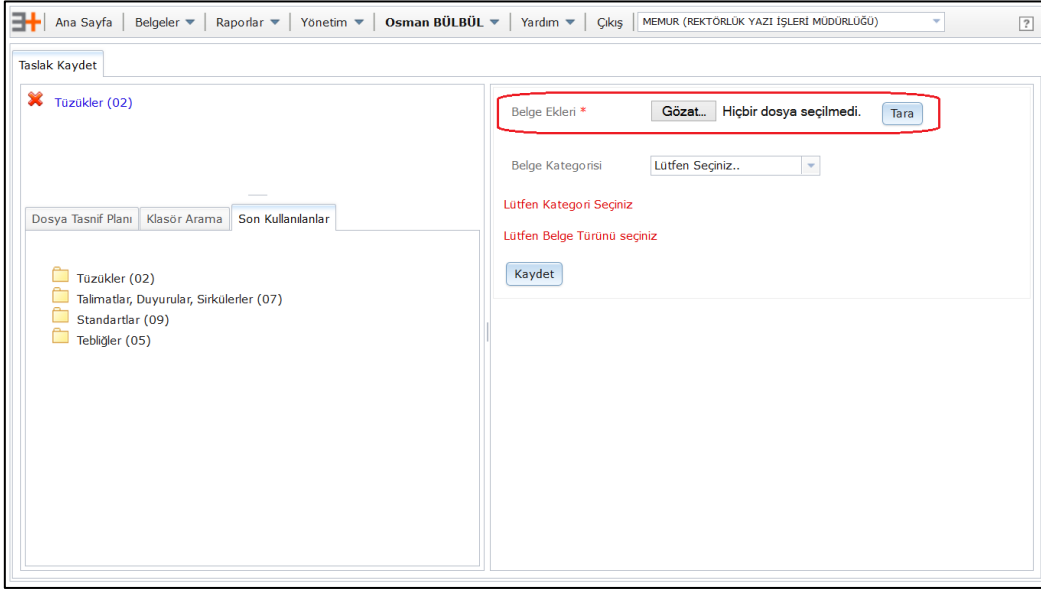 Ana Sayfa Belgeler Raporlar Yönetim Osman BÜLBÜL Yardım Çıkış MEMUR (REKTÖRLÜK YAZI İŞLERİ MÜDÜRLÜĞÜ) ?
Taslak Kaydet
Tüzükler (02)
Dosya Tasnif Planı Klasör Arama Son Kullanılanlar
Tüzükler (02)
Talimatlar, Duyurular, Sirkülerler (07)
Standartlar (09)
Tebliğler (05)
Belge Ekleri * Gözat... Hiçbir dosya seçilmedi. Tara
Belge Kategorisi Lütfen Seçiniz..
Lütfen Kategori Seçiniz
Lütfen Belge Türünü seçiniz
Kaydet